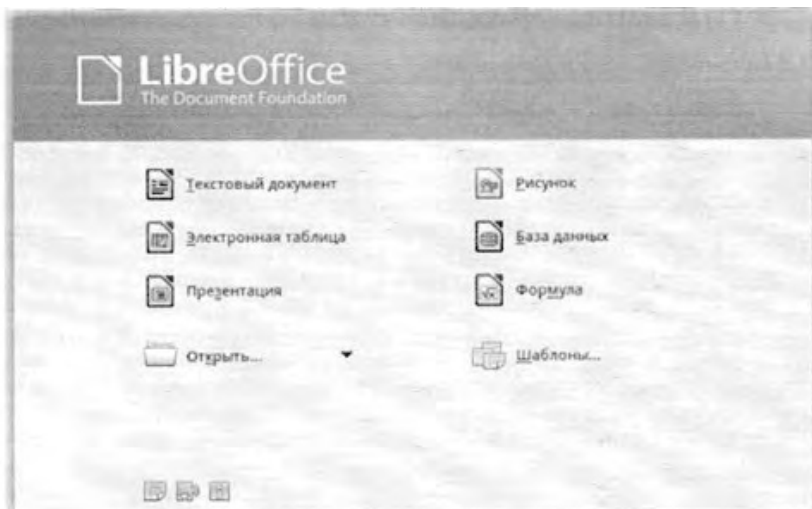 LibreOffice
The Document Foundation
Текстовый документ
Рисунок
Электронная таблица
База данных
Презентация
Формула
Открыть...
Шаблоны...